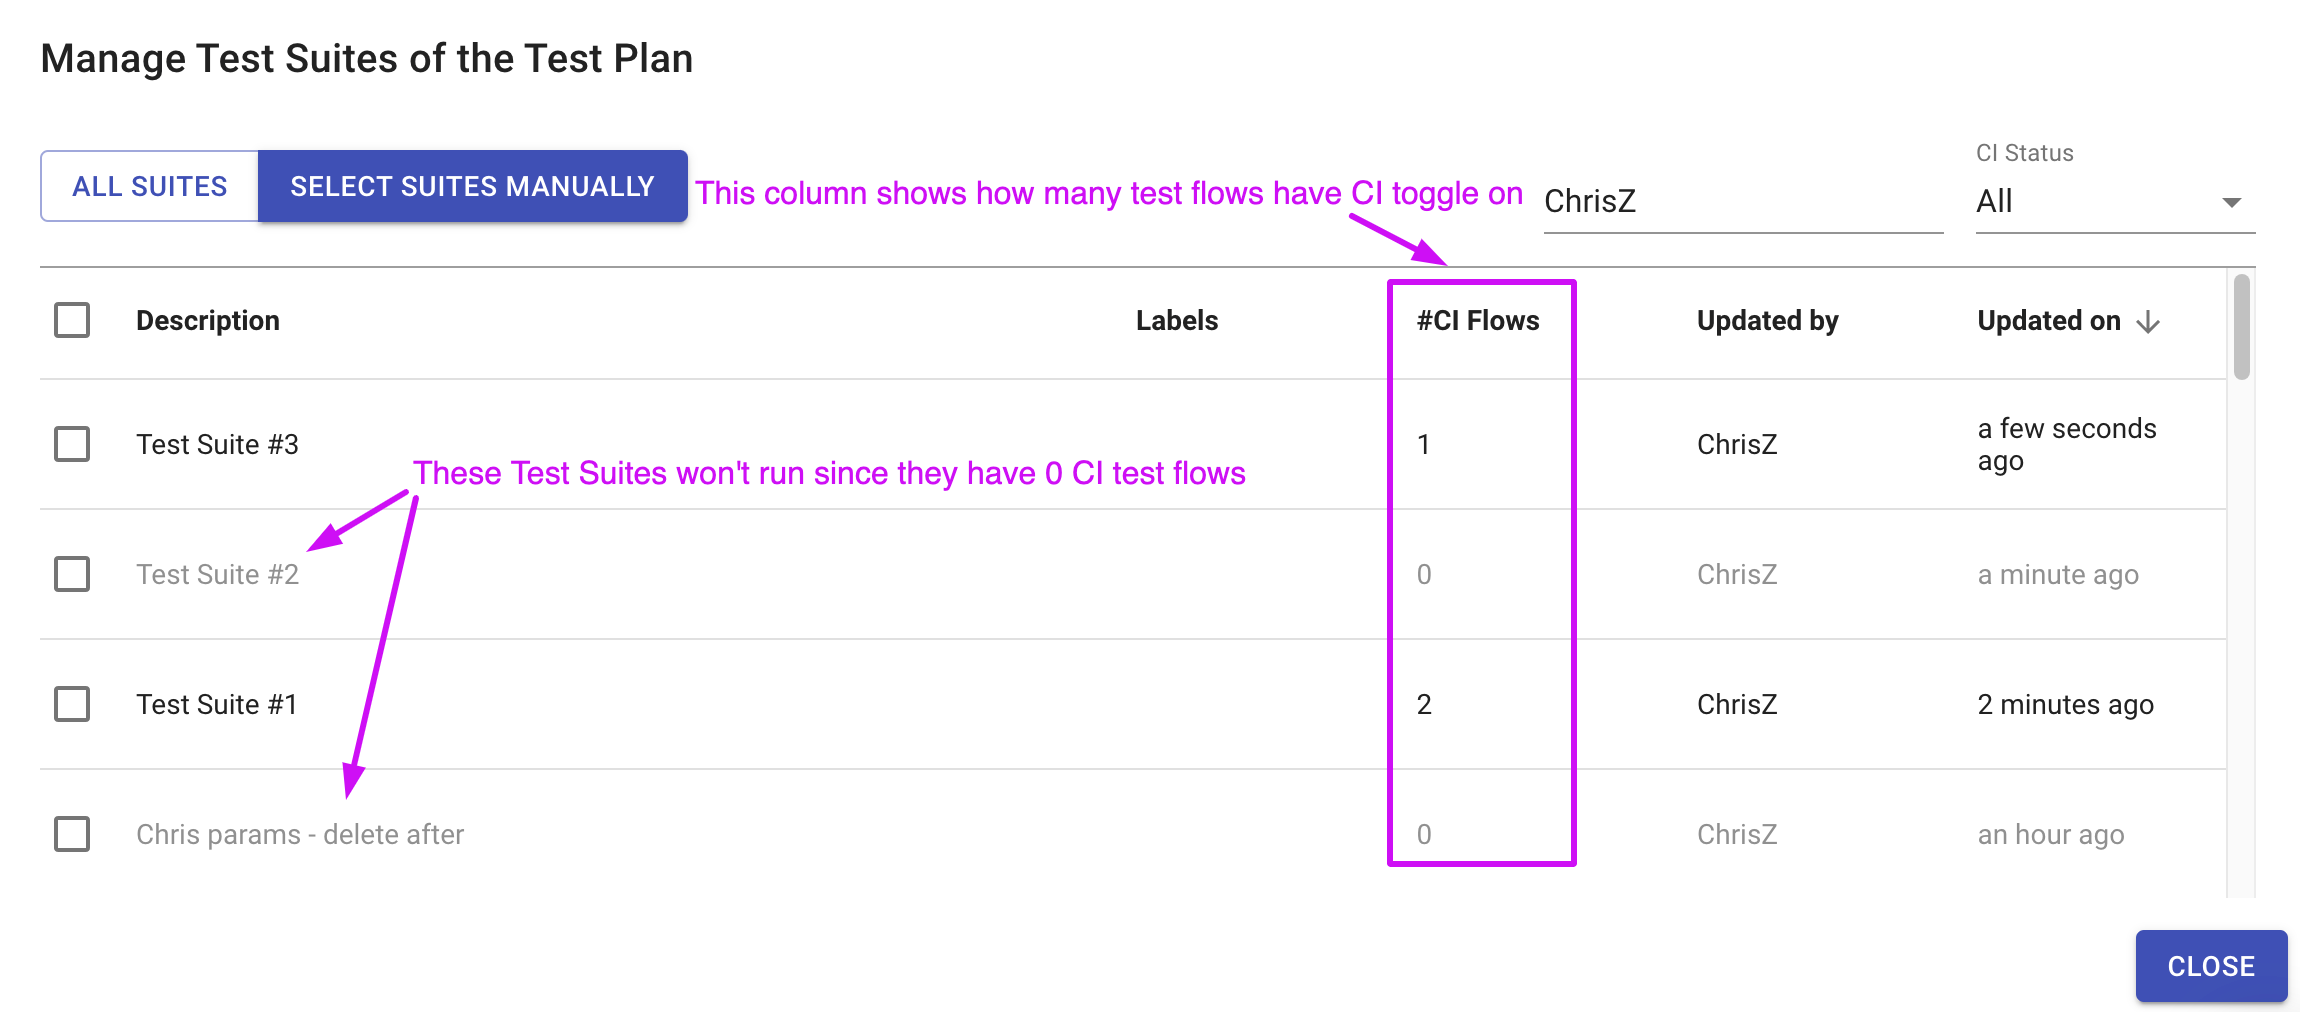 Manage Test Suites of the Test Plan
CI Status
ALL SUITES
SELECT SUITES MANUALLY
This column shows how many test flows have CI toggle on
ChrisZ
All
Description
Labels
#CI Flows
Updated by
Updated on
Test Suite #3
1
ChrisZ
a few seconds
ago
These Test Suites won't run since they have 0 CI test flows
Test Suite #2
0
ChrisZ
a minute ago
Test Suite #1
2
ChrisZ
2 minutes ago
Chris params - delete after
0
ChrisZ
an hour ago
CLOSE